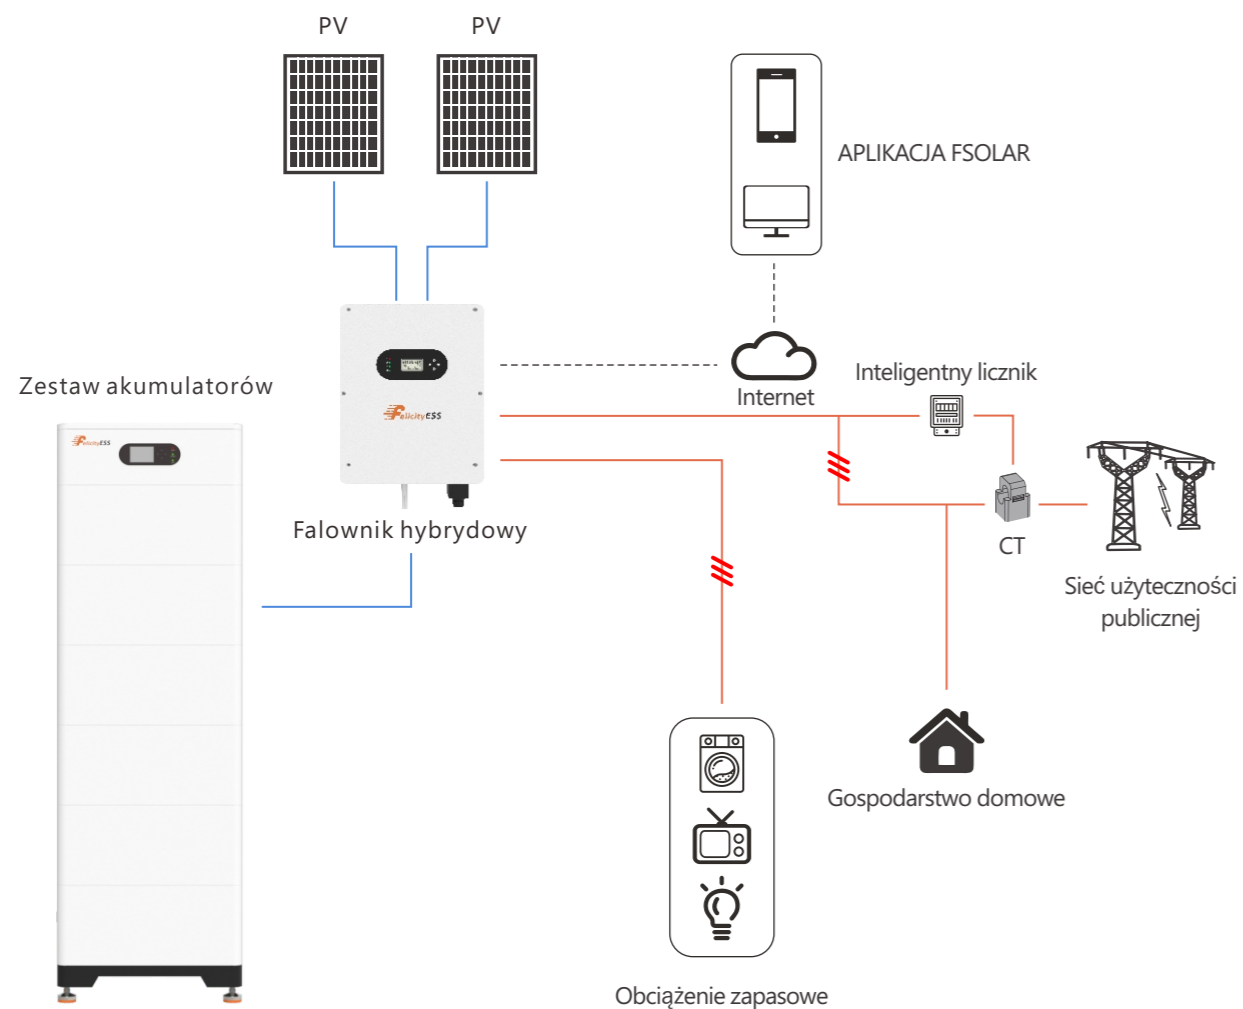 PV
PV
APLIKACJA FSOLAR
Zestaw akumulatorów
FelicityESS
FelicityESS
Internet
Inteligentny licznik
Falownik hybrydowy
CT
Sieć użyteczności
publicznej
Gospodarstwo domowe
Obciążenie zapasowe